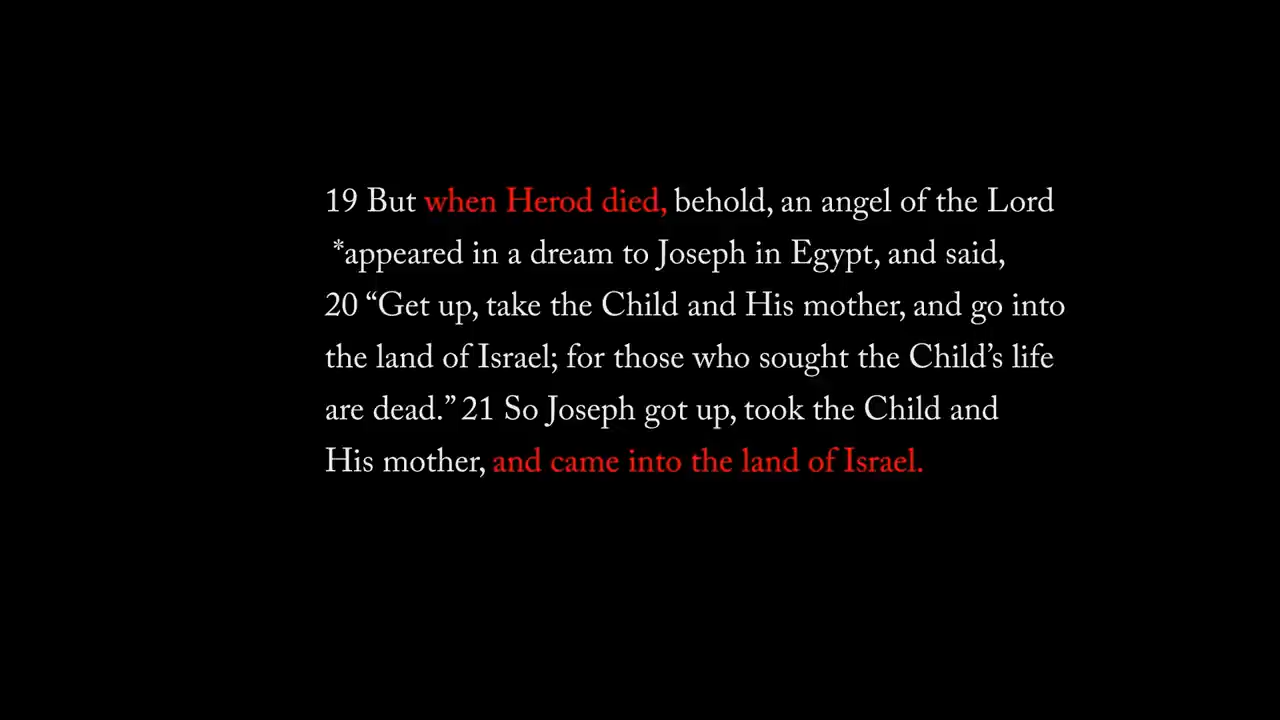 19 But when Herod died, behold, an angel of the Lord
*appeared in a dream to Joseph in Egypt, and said,
20 “Get up, take the Child and His mother, and go into
the land of Israel; for those who sought the Child’s life
are dead.” 21 So Joseph got up, took the Child and
His mother, and came into the land of Israel.